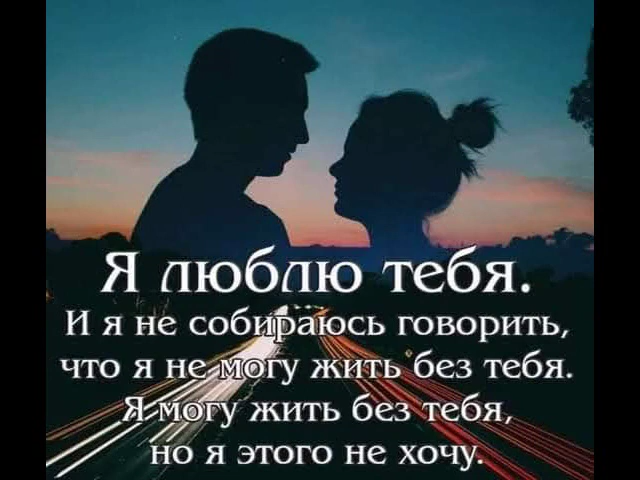 Я люблю тебя.
И я не собираюсь говорить,
что я не могу жить без тебя.
Я могу жить без тебя,
но я этого не хочу.